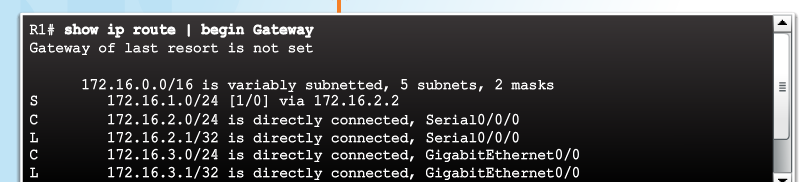 R1# show ip route | begin Gateway
Gateway of last resort is not set
172.16.0.0/16 is variably subnetted, 5 subnets, 2 masks
S 172.16.1.0/24 [1/0] via 172.16.2.2
C 172.16.2.0/24 is directly connected, Serial0/0/0
L 172.16.2.1/32 is directly connected, Serial0/0/0
C 172.16.3.0/24 is directly connected, GigabitEthernet0/0
L 172.16.3.1/32 is directly connected, GigabitEthernet0/0